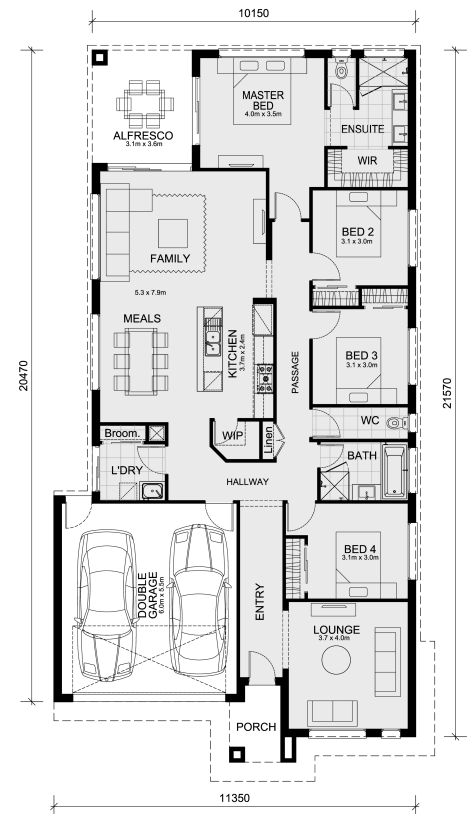 10150
MASTER
BED
4.0m x 3.5m
ENSUITE
ALFRESCO
3.1m x 3.6m
WIR
BED 2
3.1 x 3.0m
FAMILY
5.3 x 7.9m
MEALS
KITCHEN
3.7m x 2.4m
PASSAGE
BED 3
3.1 x 3.0m
20470
21570
WC
Broom.
WIP
Linen
BATH
L'DRY
HALLWAY
BED 4
3.1m x 3.0m
DOUBLE
GARAGE
6.0m x 5.5m
ENTRY
LOUNGE
3.7 x 4.0m
PORCH
11350